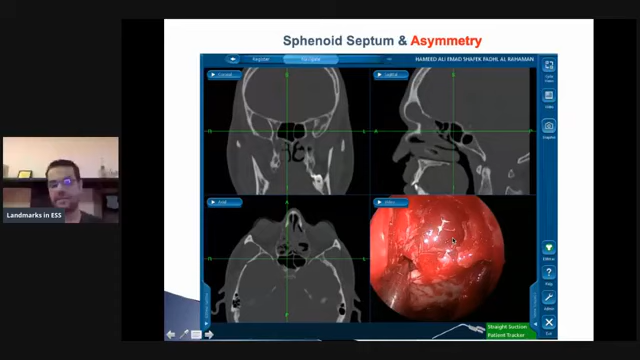 Sphenoid Septum & Asymmetry
Register
Navigate
HAMEED ALI EMAD SHAFEK FADHL AL RAHAMAN
Coronal
Sagittal
Axial
Video
Landmarks in ESS
Help
Exit
Straight Suction
Patient Tracker